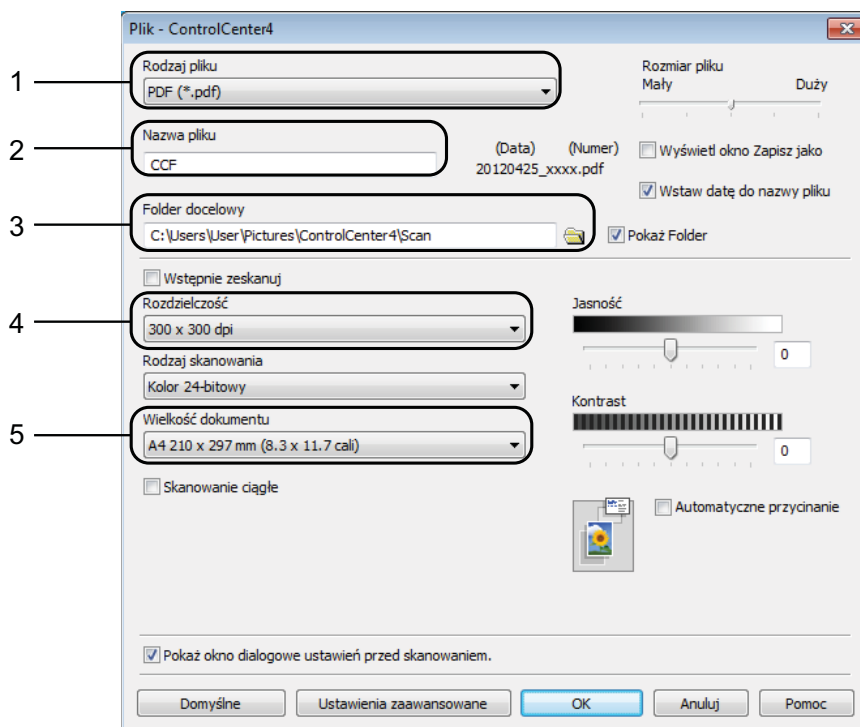 Plik - ControlCenter4
1
Rodzaj pliku
PDF (*.pdf)
Rozmiar pliku
Mały Duży
2
Nazwa pliku
CCF
(Data) (Numer)
20120425_xxxx.pdf
Wyświetl okno Zapisz jako
Wstaw datę do nazwy pliku
3
Folder docelowy
C:\Users\User\Pictures\ControlCenter4\Scan
Pokaż Folder
Wstępnie zeskanuj
4
Rozdzielczość
300 x 300 dpi
Jasność
0
Rodzaj skanowania
Kolor 24-bitowy
Kontrast
0
5
Wielkość dokumentu
A4 210 x 297 mm (8.3 x 11.7 cali)
Skanowanie ciągłe
Automatyczne przycinanie
Pokaż okno dialogowe ustawień przed skanowaniem.
Domyślne Ustawienia zaawansowane OK Anuluj Pomoc